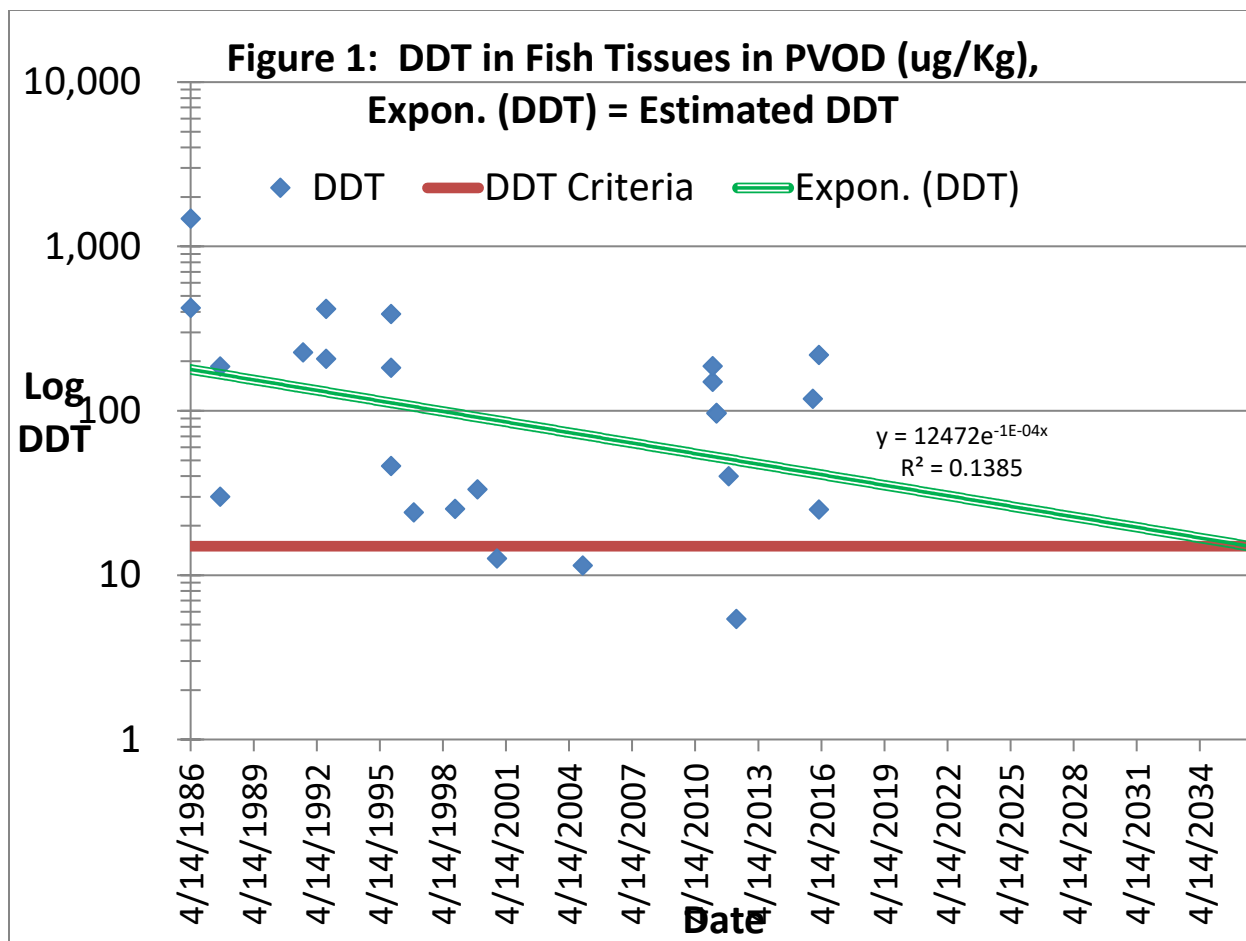 Figure 1:  DDT in Fish Tissues in PVOD (ug/Kg),
Expon. (DDT) = Estimated DDT
DDT DDT Criteria Expon. (DDT)
10,000
1,000
100
10
1
Log
DDT
y = 12472e-1E-04x
R² = 0.1385
4/14/1986
4/14/1989
4/14/1992
4/14/1995
4/14/1998
4/14/2001
4/14/2004
4/14/2007
4/14/2010
4/14/2013
4/14/2016
4/14/2019
4/14/2022
4/14/2025
4/14/2028
4/14/2031
4/14/2034
Date